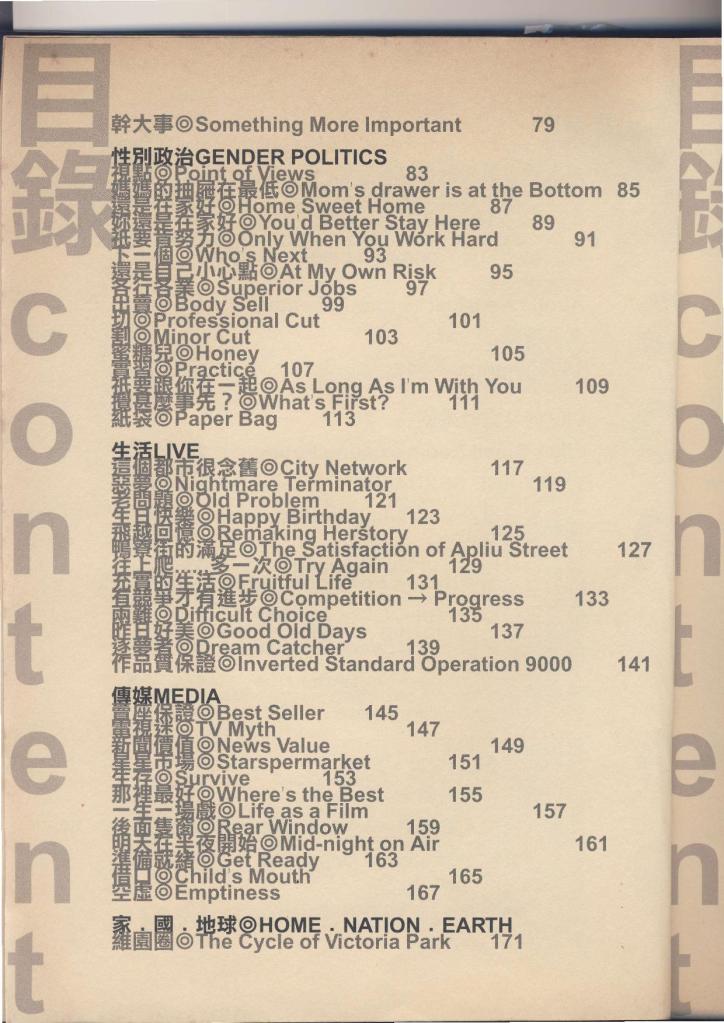 目錄 content
幹大事◎Something More Important 79
性別政治GENDER POLITICS
視點◎Point of Views 83
媽媽的抽屜在最低◎Mom's drawer is at the Bottom 85
還是在家好◎Home Sweet Home 87
妳還是在家好◎You'd Better Stay Here 89
祇要肯努力◎Only When You Work Hard 91
下一個◎Who's Next 93
還是自己小心點◎At My Own Risk 95
各行各業◎Superior Jobs 97
出賣◎Body Sell 99
切◎Professional Cut 101
割◎Minor Cut 103
蜜糖兒◎Honey 105
實習◎Practice 107
祇要跟你在一起◎As Long As I'm With You 109
攪甚麼事先？◎What's First? 111
紙袋◎Paper Bag 113
生活LIVE
這個都市很念舊◎City Network 117
惡夢◎Nightmare Terminator 119
老問題◎Old Problem 121
生日快樂◎Happy Birthday 123
飛越回憶◎Remaking Herstory 125
鴨寮街的滿足◎The Satisfaction of Apliu Street 127
往上爬……多一次◎Try Again 129
充實的生活◎Fruitful Life 131
有競爭才有進步◎Competition → Progress 133
兩難◎Difficult Choice 135
昨日好美◎Good Old Days 137
逐夢者◎Dream Catcher 139
作品質保證◎Inverted Standard Operation 9000 141
傳媒MEDIA
賣座保證◎Best Seller 145
電視迷◎TV Myth 147
新聞價值◎News Value 149
星星市場◎Starspermarket 151
生存◎Survive 153
那裡最好◎Where's the Best 155
一生一場戲◎Life as a Film 157
後面隻窗◎Rear Window 159
明天在半夜開始◎Mid-night on Air 161
準備就緒◎Get Ready 163
借口◎Child's Mouth 165
空虛◎Emptiness 167
家．國．地球◎HOME．NATION．EARTH
維園圈◎The Cycle of Victoria Park 171